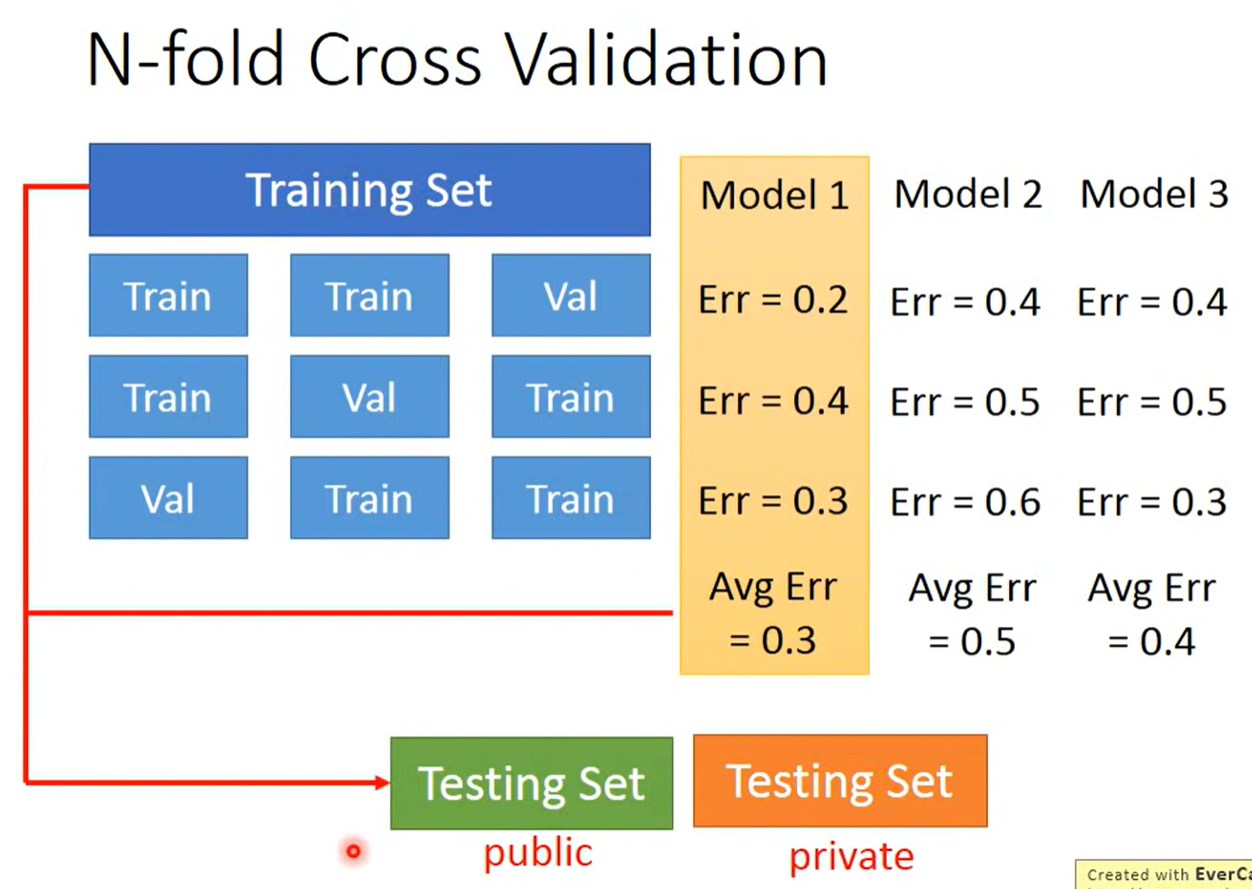 N-fold Cross Validation
Training Set
Model 1 Model 2 Model 3
Train Train Val Err = 0.2 Err = 0.4 Err = 0.4
Train Val Train Err = 0.4 Err = 0.5 Err = 0.5
Val Train Train Err = 0.3 Err = 0.6 Err = 0.3
Avg Err Avg Err Avg Err
= 0.3 = 0.5 = 0.4
Testing Set Testing Set
public private
Created with